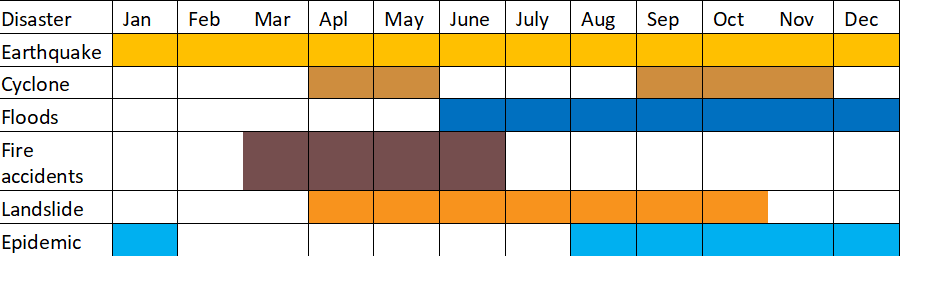 Disaster Jan Feb Mar Apl May June July Aug Sep Oct Nov Dec
Earthquake
Cyclone
Floods
Fire
accidents
Landslide
Epidemic